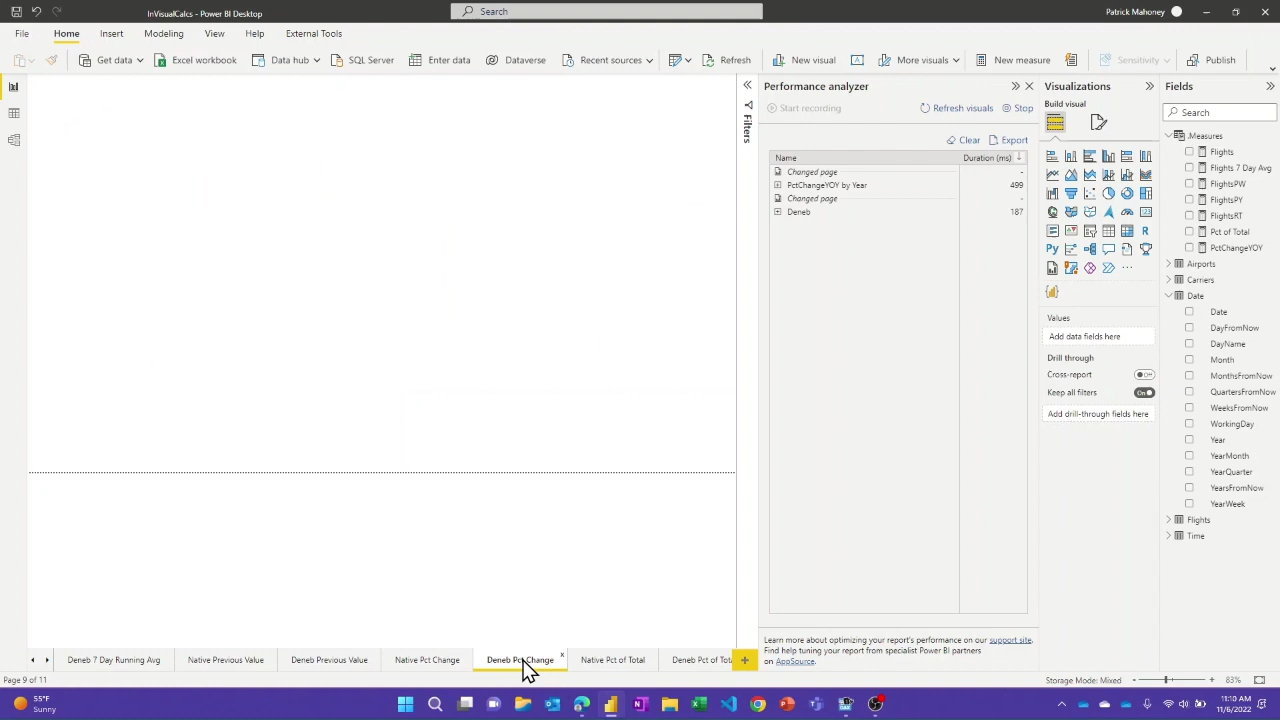 InVisualCalcs - Power BI Desktop
Search
Patrick Mahoney
File Home Insert Modeling View Help External Tools
Get data Excel workbook Data hub SQL Server Enter data Dataverse Recent sources Refresh New visual More visuals New measure Sensitivity Publish
Filters
Performance analyzer
Start recording Refresh visuals Stop
Clear Export
Name Duration (ms)
Changed page -
PctChangeYOY by Year 499
Changed page -
Deneb 187
Learn more about optimizing your report's performance on our support site.
Find help tuning your report from specialist Power BI partners
on AppSource.
Visualizations
Build visual
R
Py
123
Values
Add data fields here
Drill through
Cross-report Off
Keep all filters On
Add drill-through fields here
Fields
Search
.Measures
Flights
Flights 7 Day Avg
FlightsPW
FlightsPY
FlightsRT
Pct of Total
PctChangeYOY
Airports
Carriers
Date
Date
DayFromNow
DayName
Month
MonthsFromNow
QuartersFromNow
WeeksFromNow
WorkingDay
Year
YearMonth
YearQuarter
YearsFromNow
YearWeek
Flights
Time
Deneb 7 Day Running Avg Native Previous Value Deneb Previous Value Native Pct Change Deneb Pct Change Native Pct of Total Deneb Pct of Tot
Page 9 of 11
Storage Mode: Mixed 83%
55°F
Sunny
11:10 AM
11/6/2022